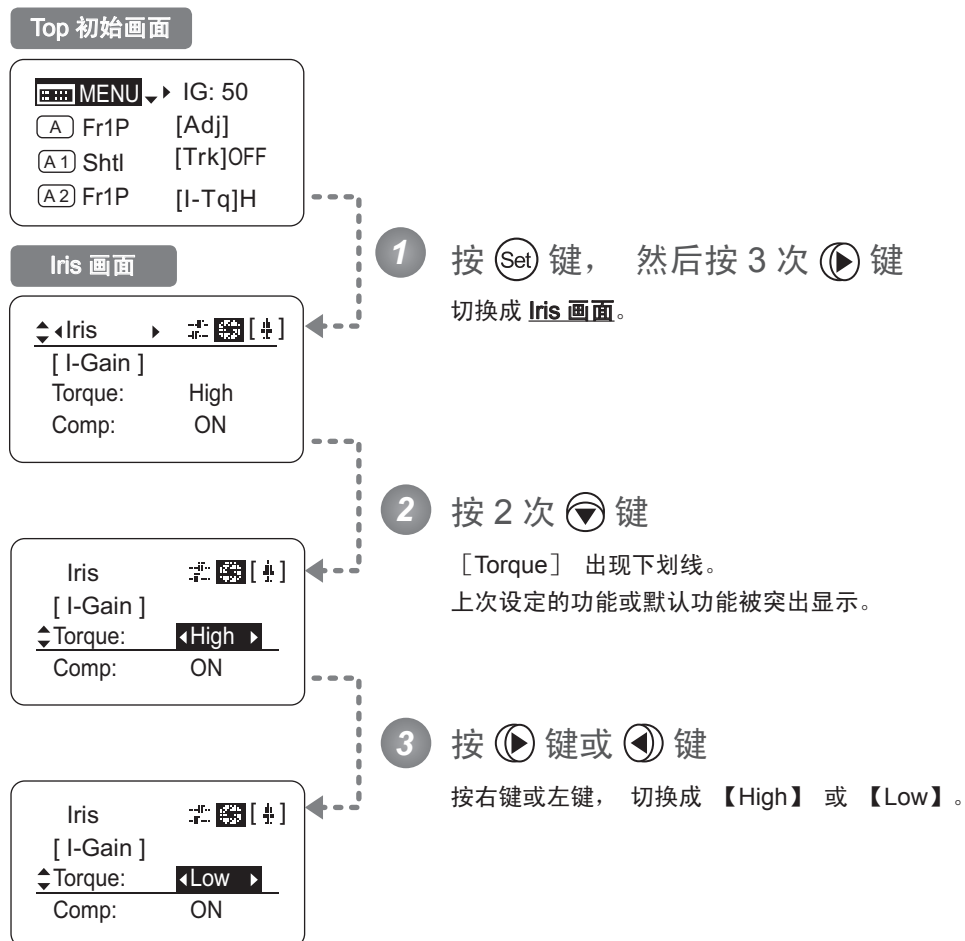 Top 初始画面
MENU IG: 50
A Fr1P [Adj]
A1 Shtl [Trk]OFF
A2 Fr1P [I-Tq]H
1 按 Set 键， 然后按 3 次 键
切换成 Iris 画面。
Iris 画面
Iris [ ]
[ I-Gain ]
Torque: High
Comp: ON
2 按 2 次 键
［Torque］ 出现下划线。
上次设定的功能或默认功能被突出显示。
Iris [ ]
[ I-Gain ]
Torque: High
Comp: ON
3 按 键或 键
按右键或左键， 切换成 【High】 或 【Low】。
Iris [ ]
[ I-Gain ]
Torque: Low
Comp: ON